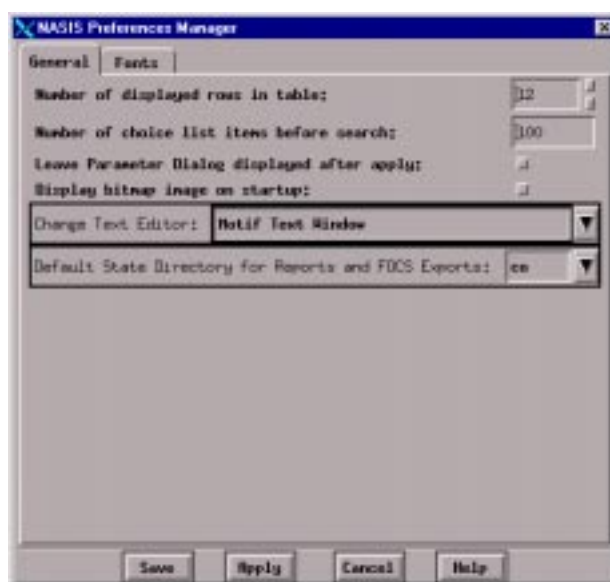 NASIS Preferences Manager
General Fonts
Number of displayed rows in table: 12
Number of choice list items before search: 100
Leave Parameter Dialog displayed after apply:
Display bitmap image on startup:
Change Text Editor: Motif Text Window
Default State Directory for Reports and FOCS Exports:
Save Apply Cancel Help